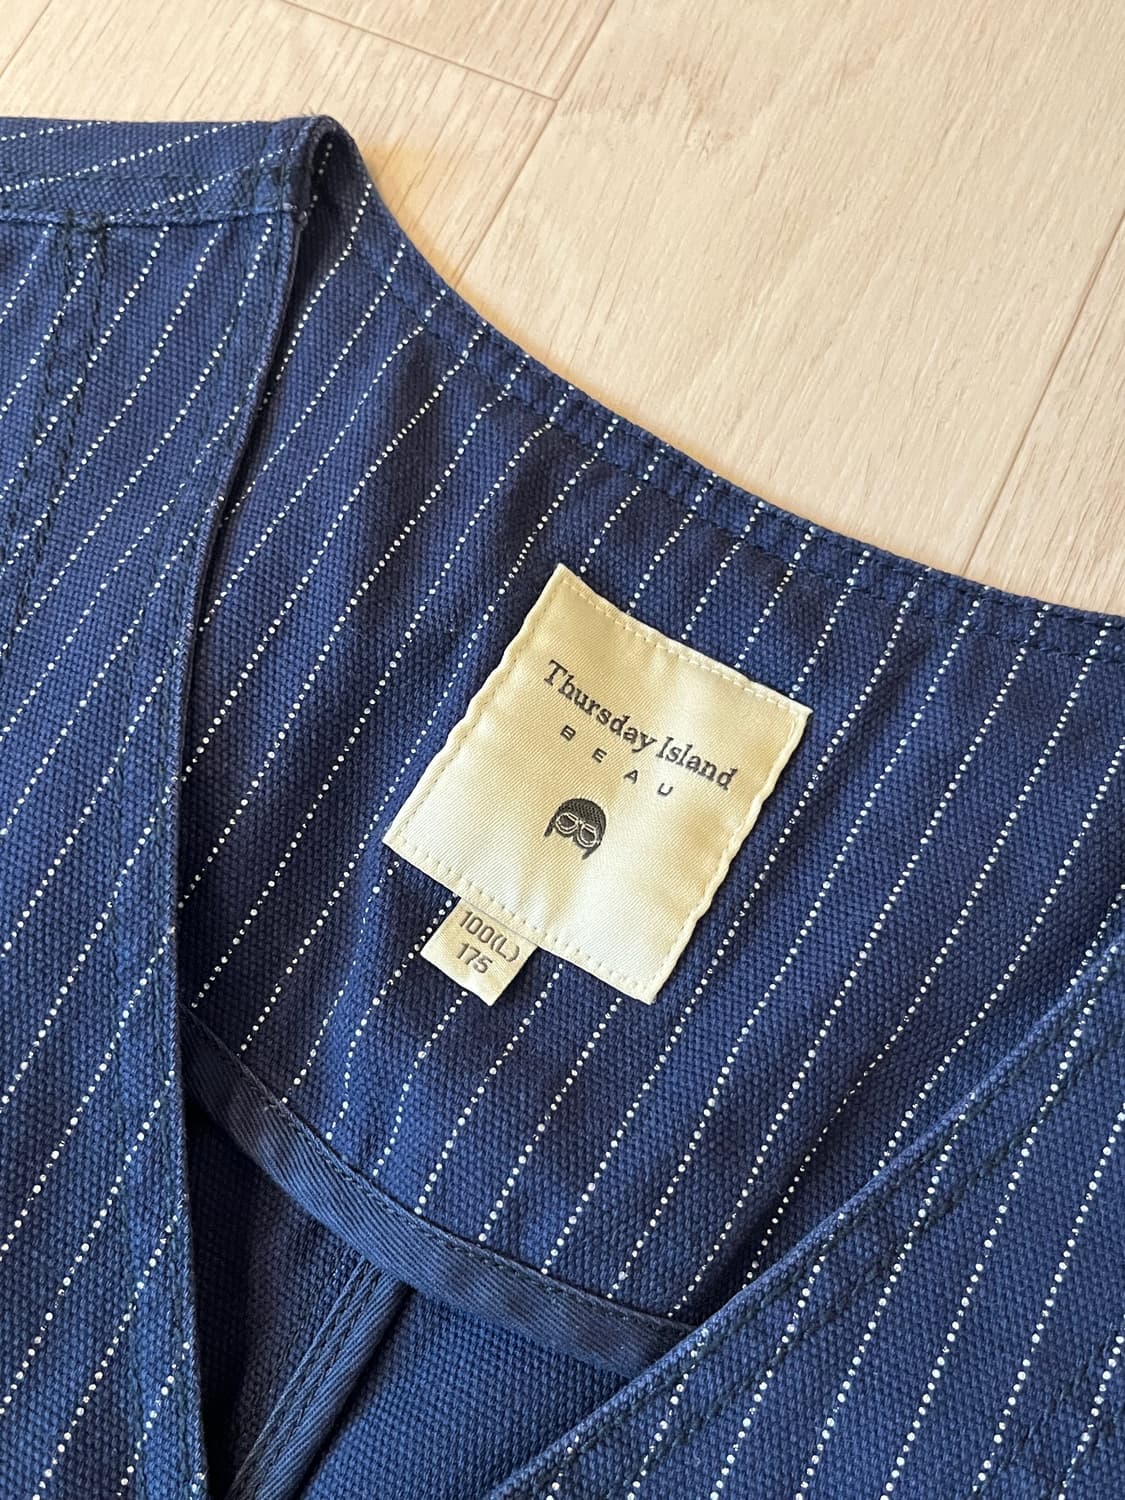 Thursday Island
BEAU
100(L)
175